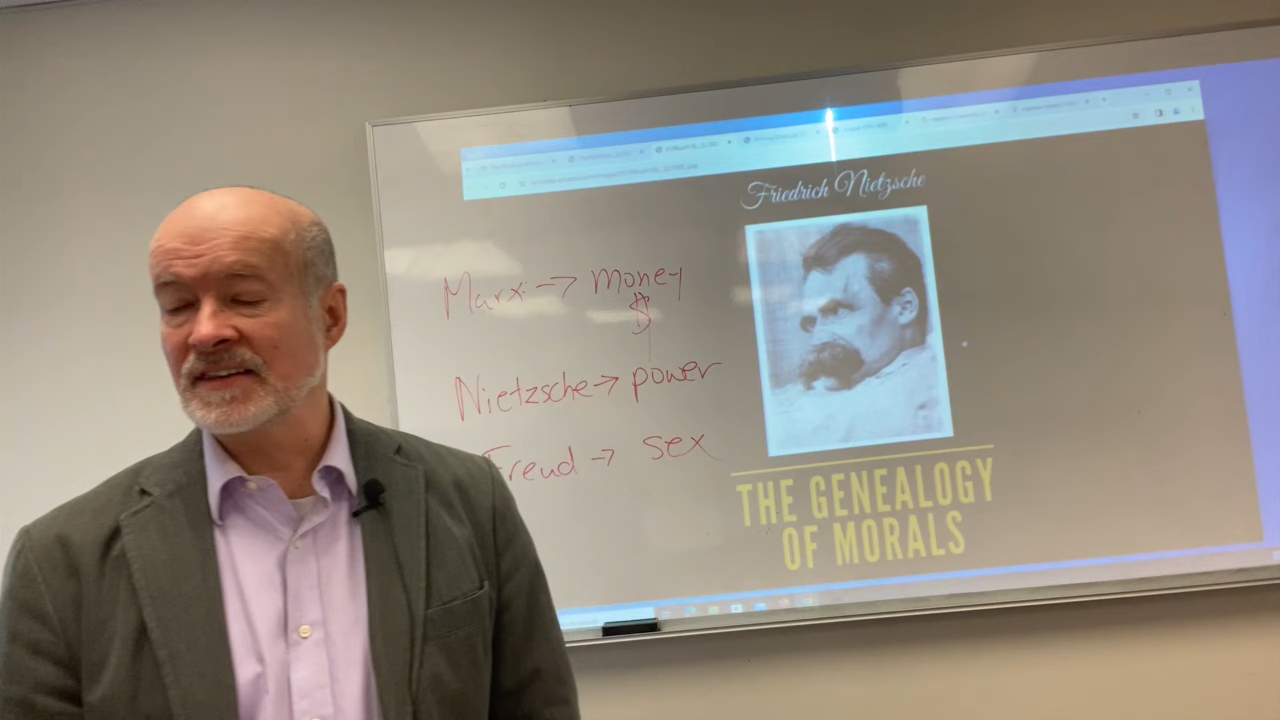 Friedrich Nietzsche
Marx → money
$
Nietzsche → power
Freud → sex
THE GENEALOGY
OF MORALS